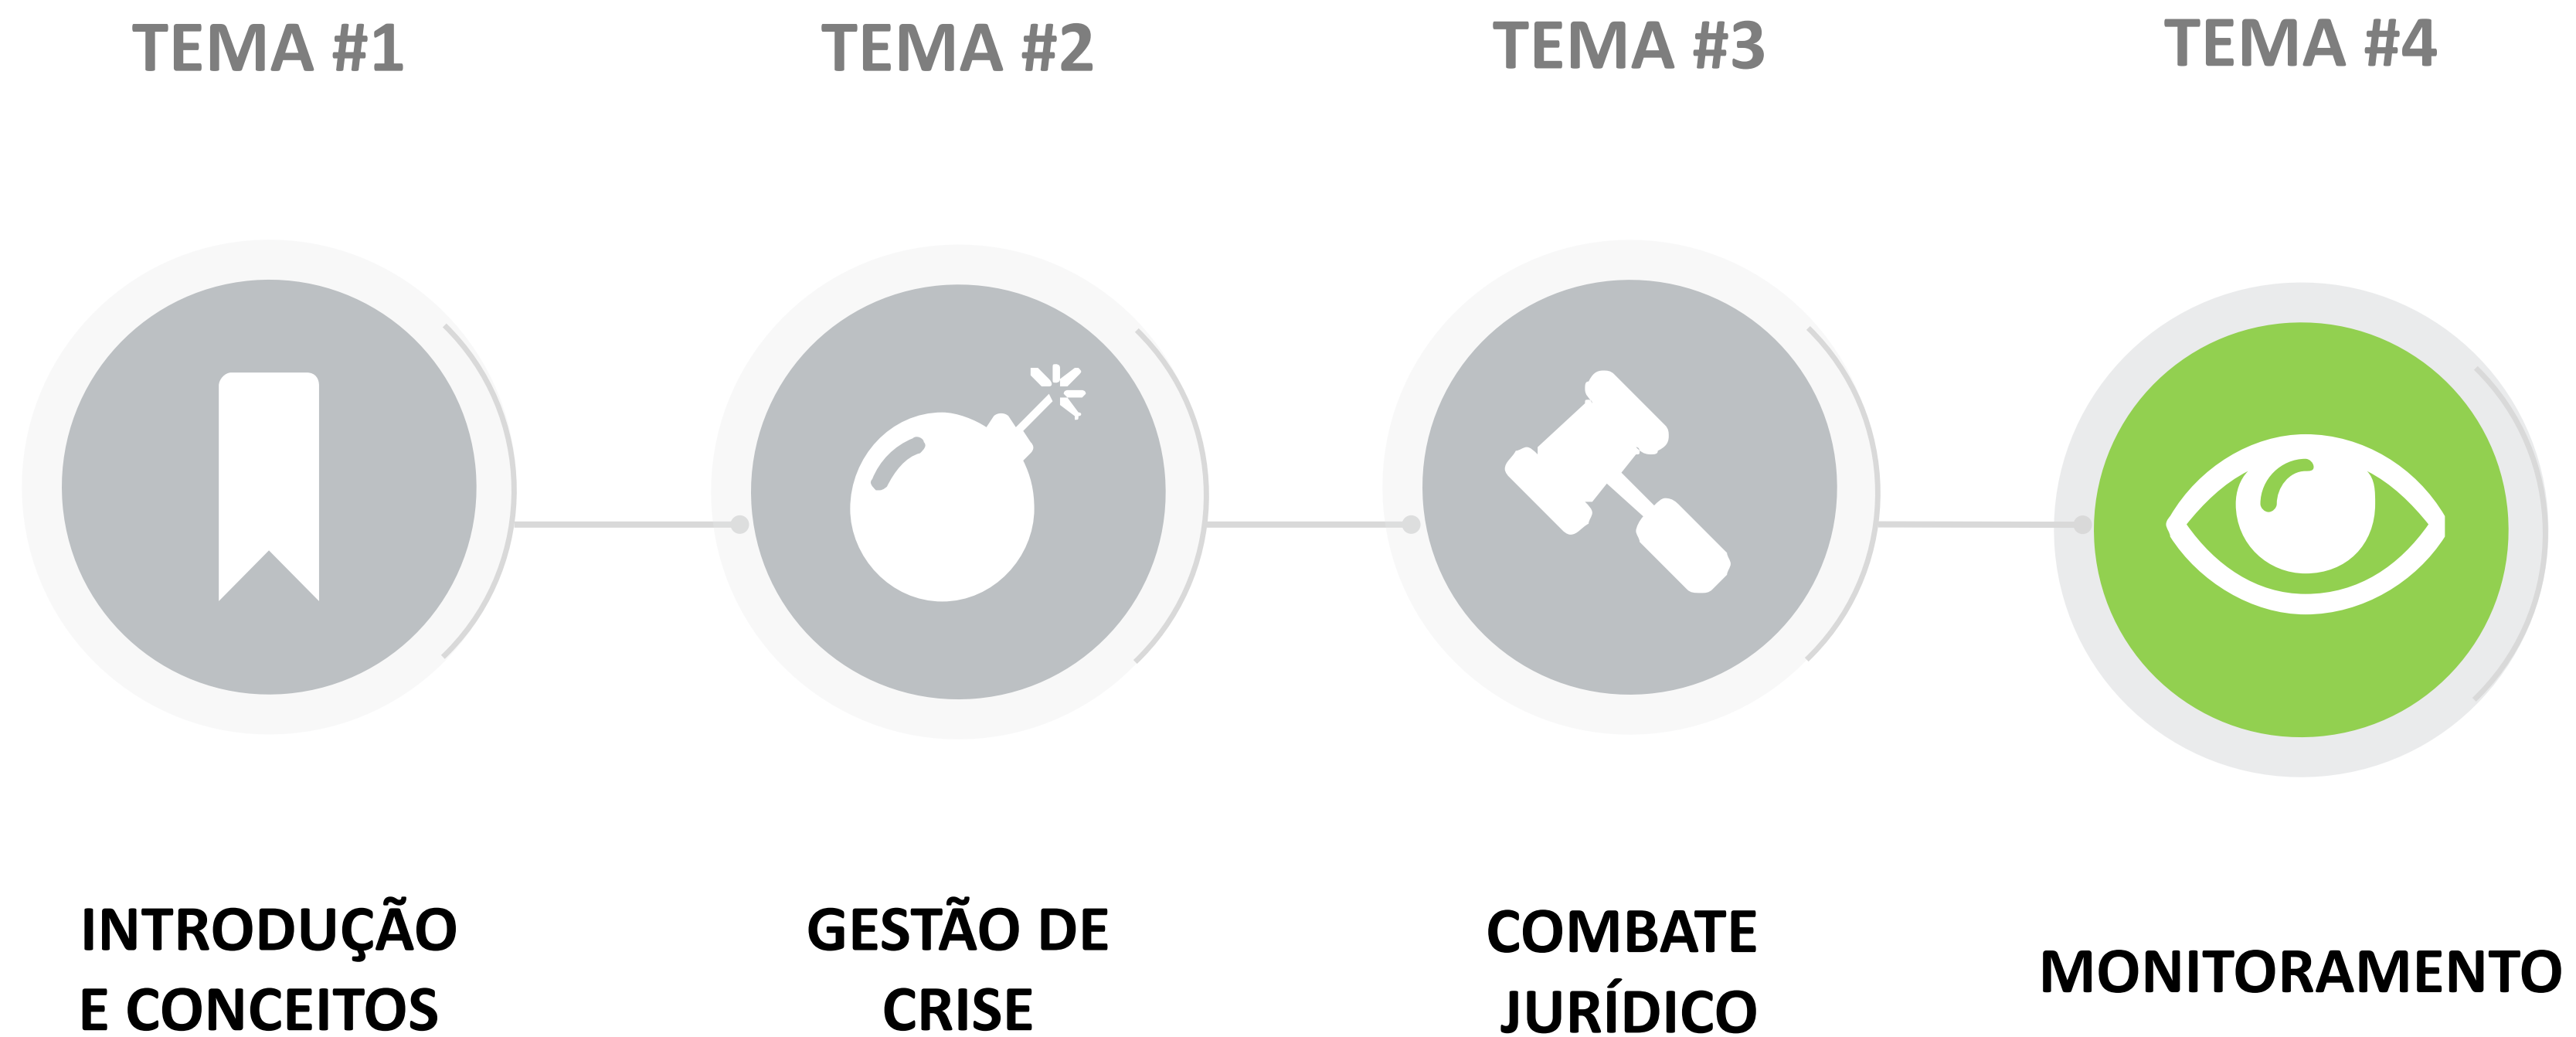 TEMA #1
TEMA #2
TEMA #3
TEMA #4
INTRODUÇÃO
E CONCEITOS
GESTÃO DE
CRISE
COMBATE
JURÍDICO
MONITORAMENTO